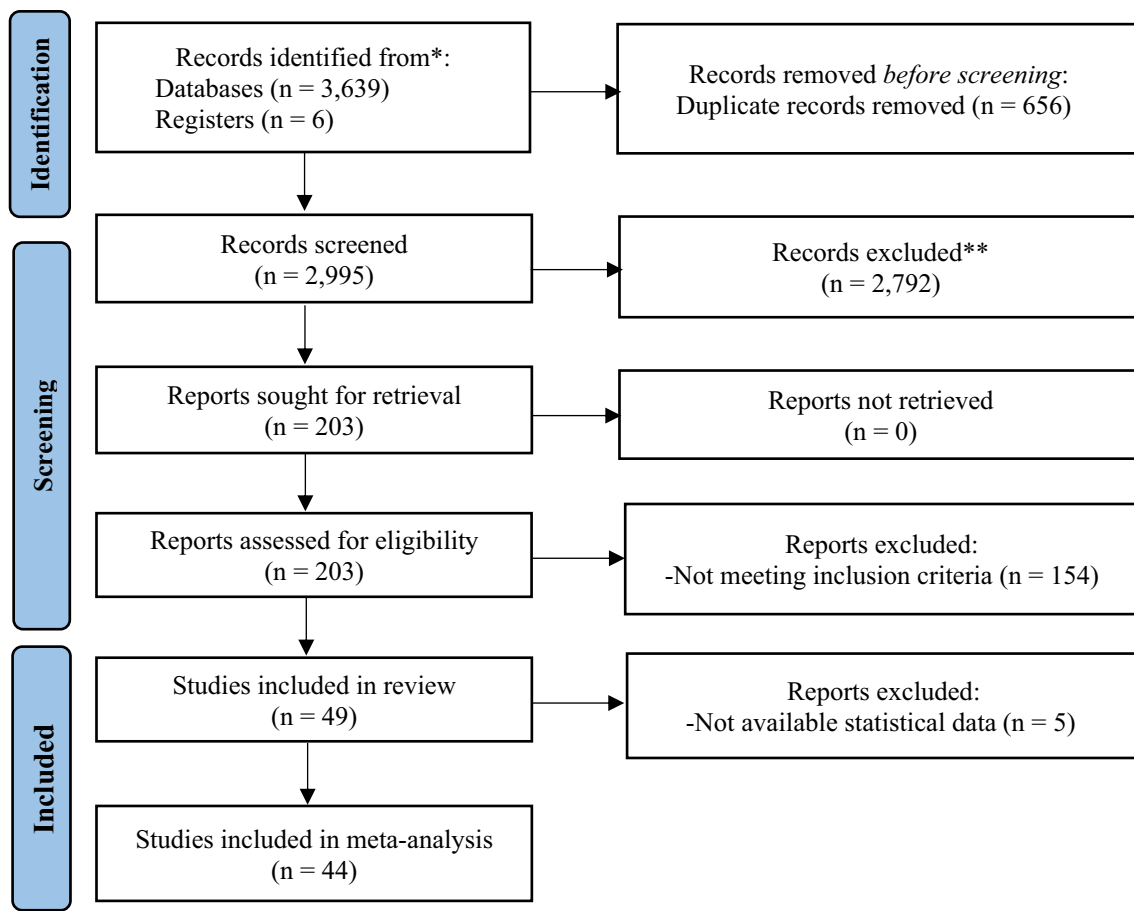 Identification
Records identified from*:
Databases (n = 3,639)
Registers (n = 6)
Records removed before screening:
Duplicate records removed (n = 656)
Screening
Records screened
(n = 2,995)
Records excluded**
(n = 2,792)
Reports sought for retrieval
(n = 203)
Reports not retrieved
(n = 0)
Reports assessed for eligibility
(n = 203)
Reports excluded:
-Not meeting inclusion criteria (n = 154)
Included
Studies included in review
(n = 49)
Reports excluded:
-Not available statistical data (n = 5)
Studies included in meta-analysis
(n = 44)